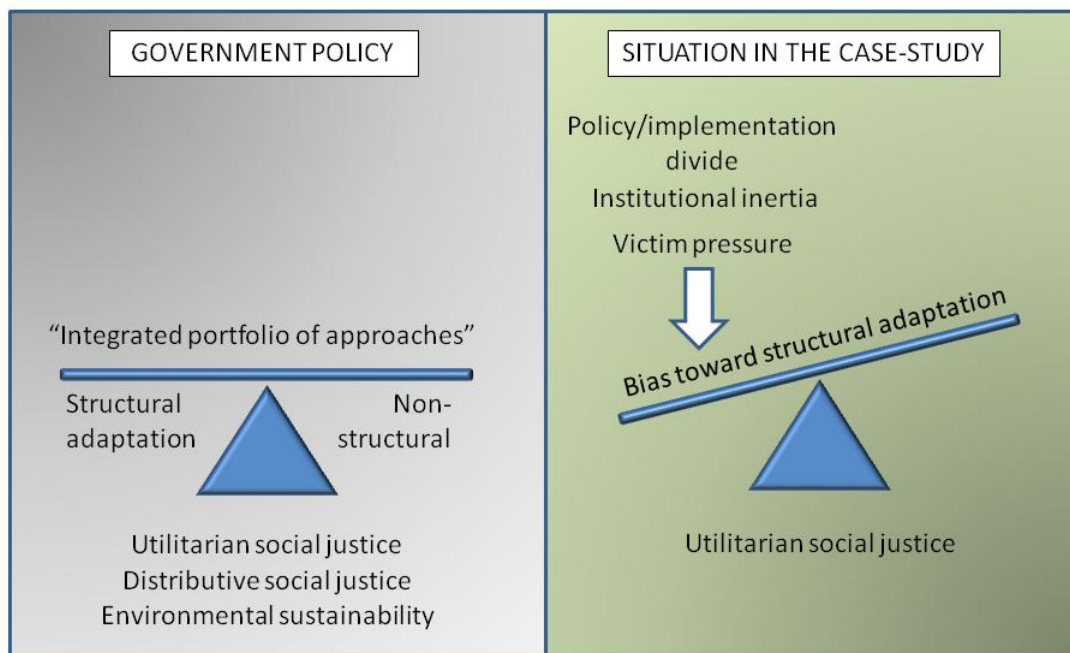 GOVERNMENT POLICY
“Integrated portfolio of approaches”
Structural
adaptation
Non-
structural
Utilitarian social justice
Distributive social justice
Environmental sustainability
SITUATION IN THE CASE-STUDY
Policy/implementation
divide
Institutional inertia
Victim pressure
Bias toward structural adaptation
Utilitarian social justice